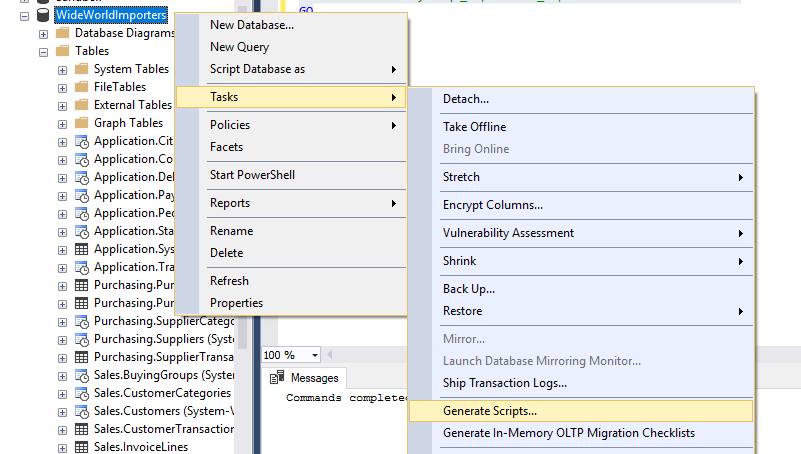 WideWorldImporters
Database Diagrams
Tables
System Tables
FileTables
External Tables
Graph Tables
Application.Cit
Application.Co
Application.Del
Application.Pay
Application.Peo
Application.Sta
Application.Sys
Application.Tra
Purchasing.Pur
Purchasing.Pur
Purchasing.SupplierCatego
Purchasing.Suppliers (Syste
Purchasing.SupplierTransa
Sales.BuyingGroups (System
Sales.CustomerCategories
Sales.Customers (System-V
Sales.CustomerTransaction
Sales.InvoiceLines
New Database...
New Query
Script Database as
Tasks
Policies
Facets
Start PowerShell
Reports
Rename
Delete
Refresh
Properties
GO
Detach...
Take Offline
Bring Online
Stretch
Encrypt Columns...
Vulnerability Assessment
Shrink
Back Up...
Restore
Mirror...
Launch Database Mirroring Monitor...
Ship Transaction Logs...
Generate Scripts...
Generate In-Memory OLTP Migration Checklists
100 %
Messages
Commands complete